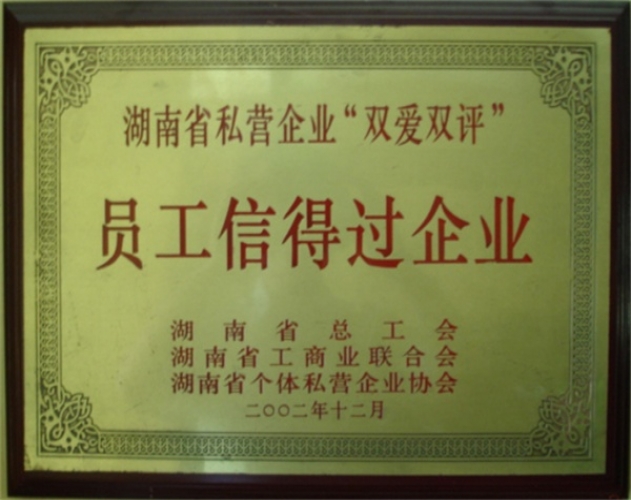 湖南省私营企业“双爱双评”
员工信得过企业
湖南省总工会
湖南省工商业联合会
湖南省个体私营企业协会
二〇〇二年十二月